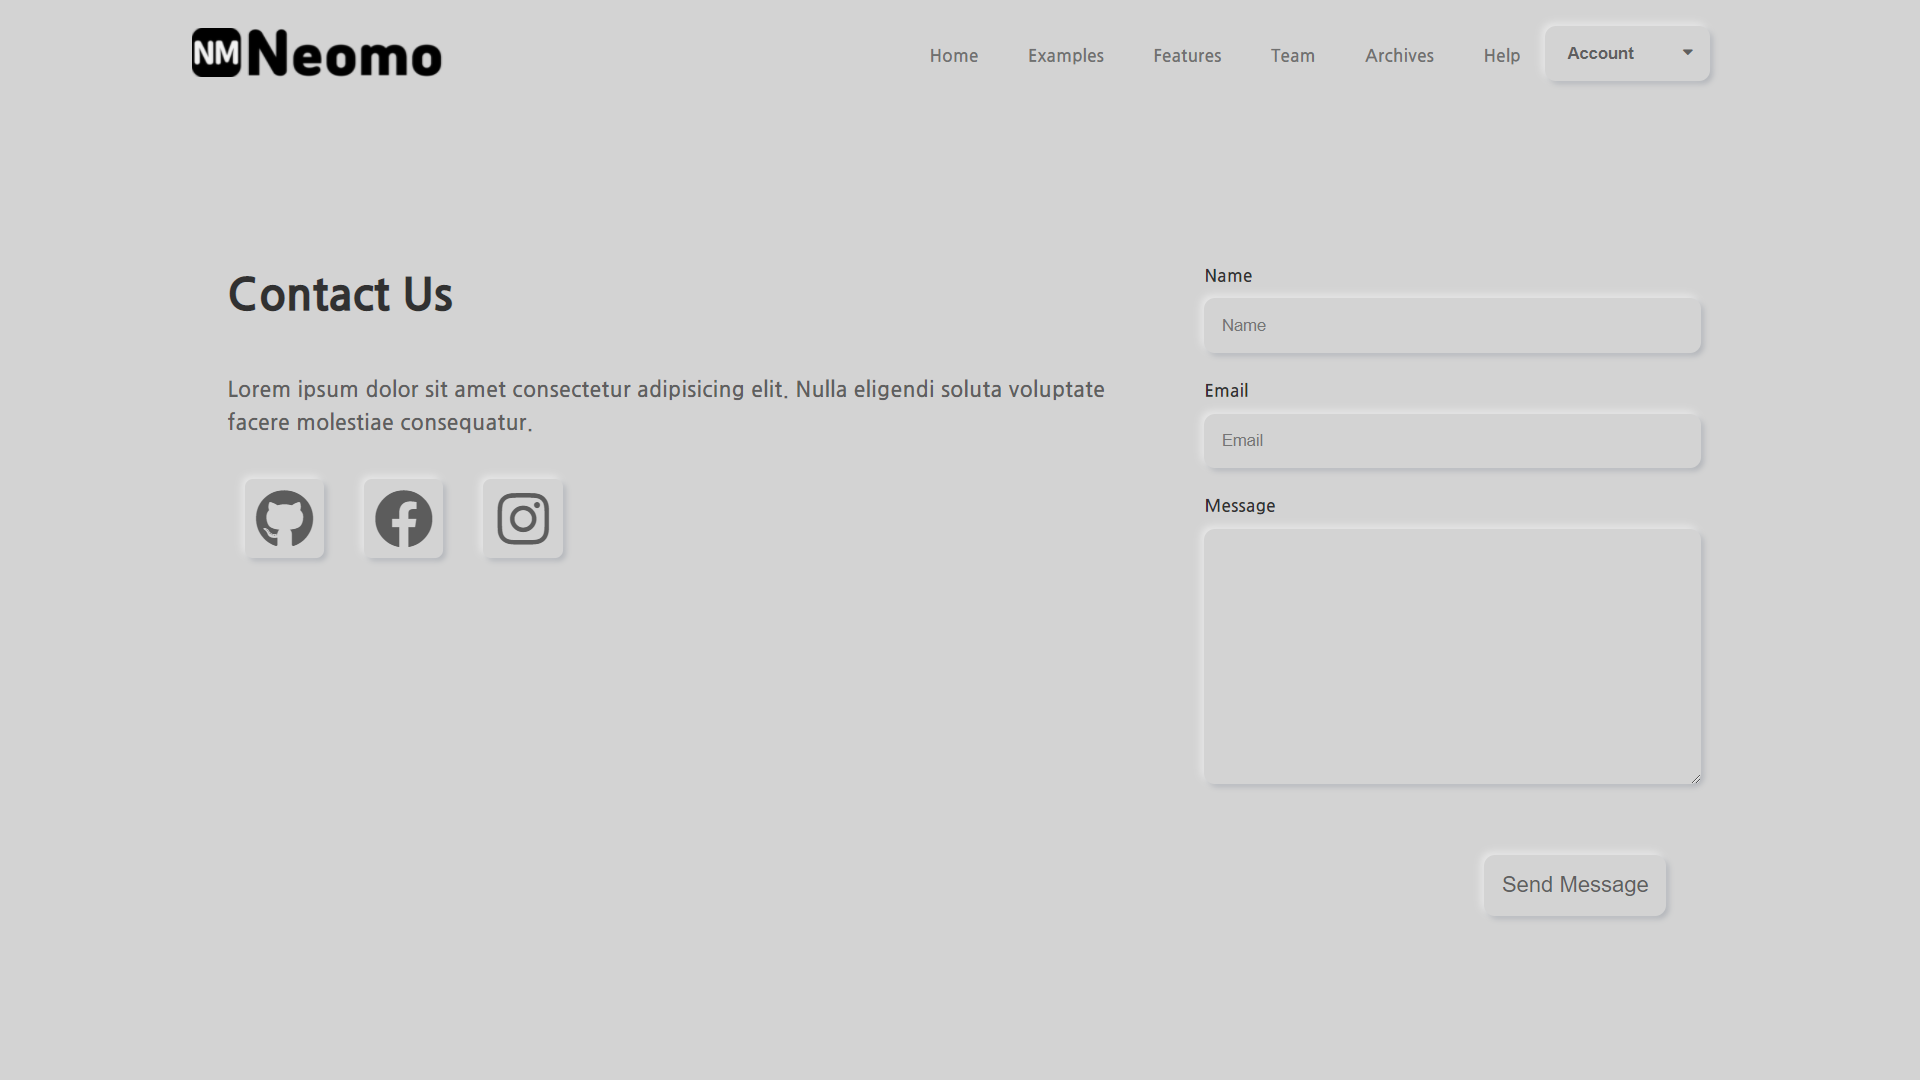 NM Neomo
Home Examples Features Team Archives Help Account
Contact Us
Lorem ipsum dolor sit amet consectetur adipisicing elit. Nulla eligendi soluta voluptate
facere molestiae consequatur.
Name
Name
Email
Email
Message
Send Message